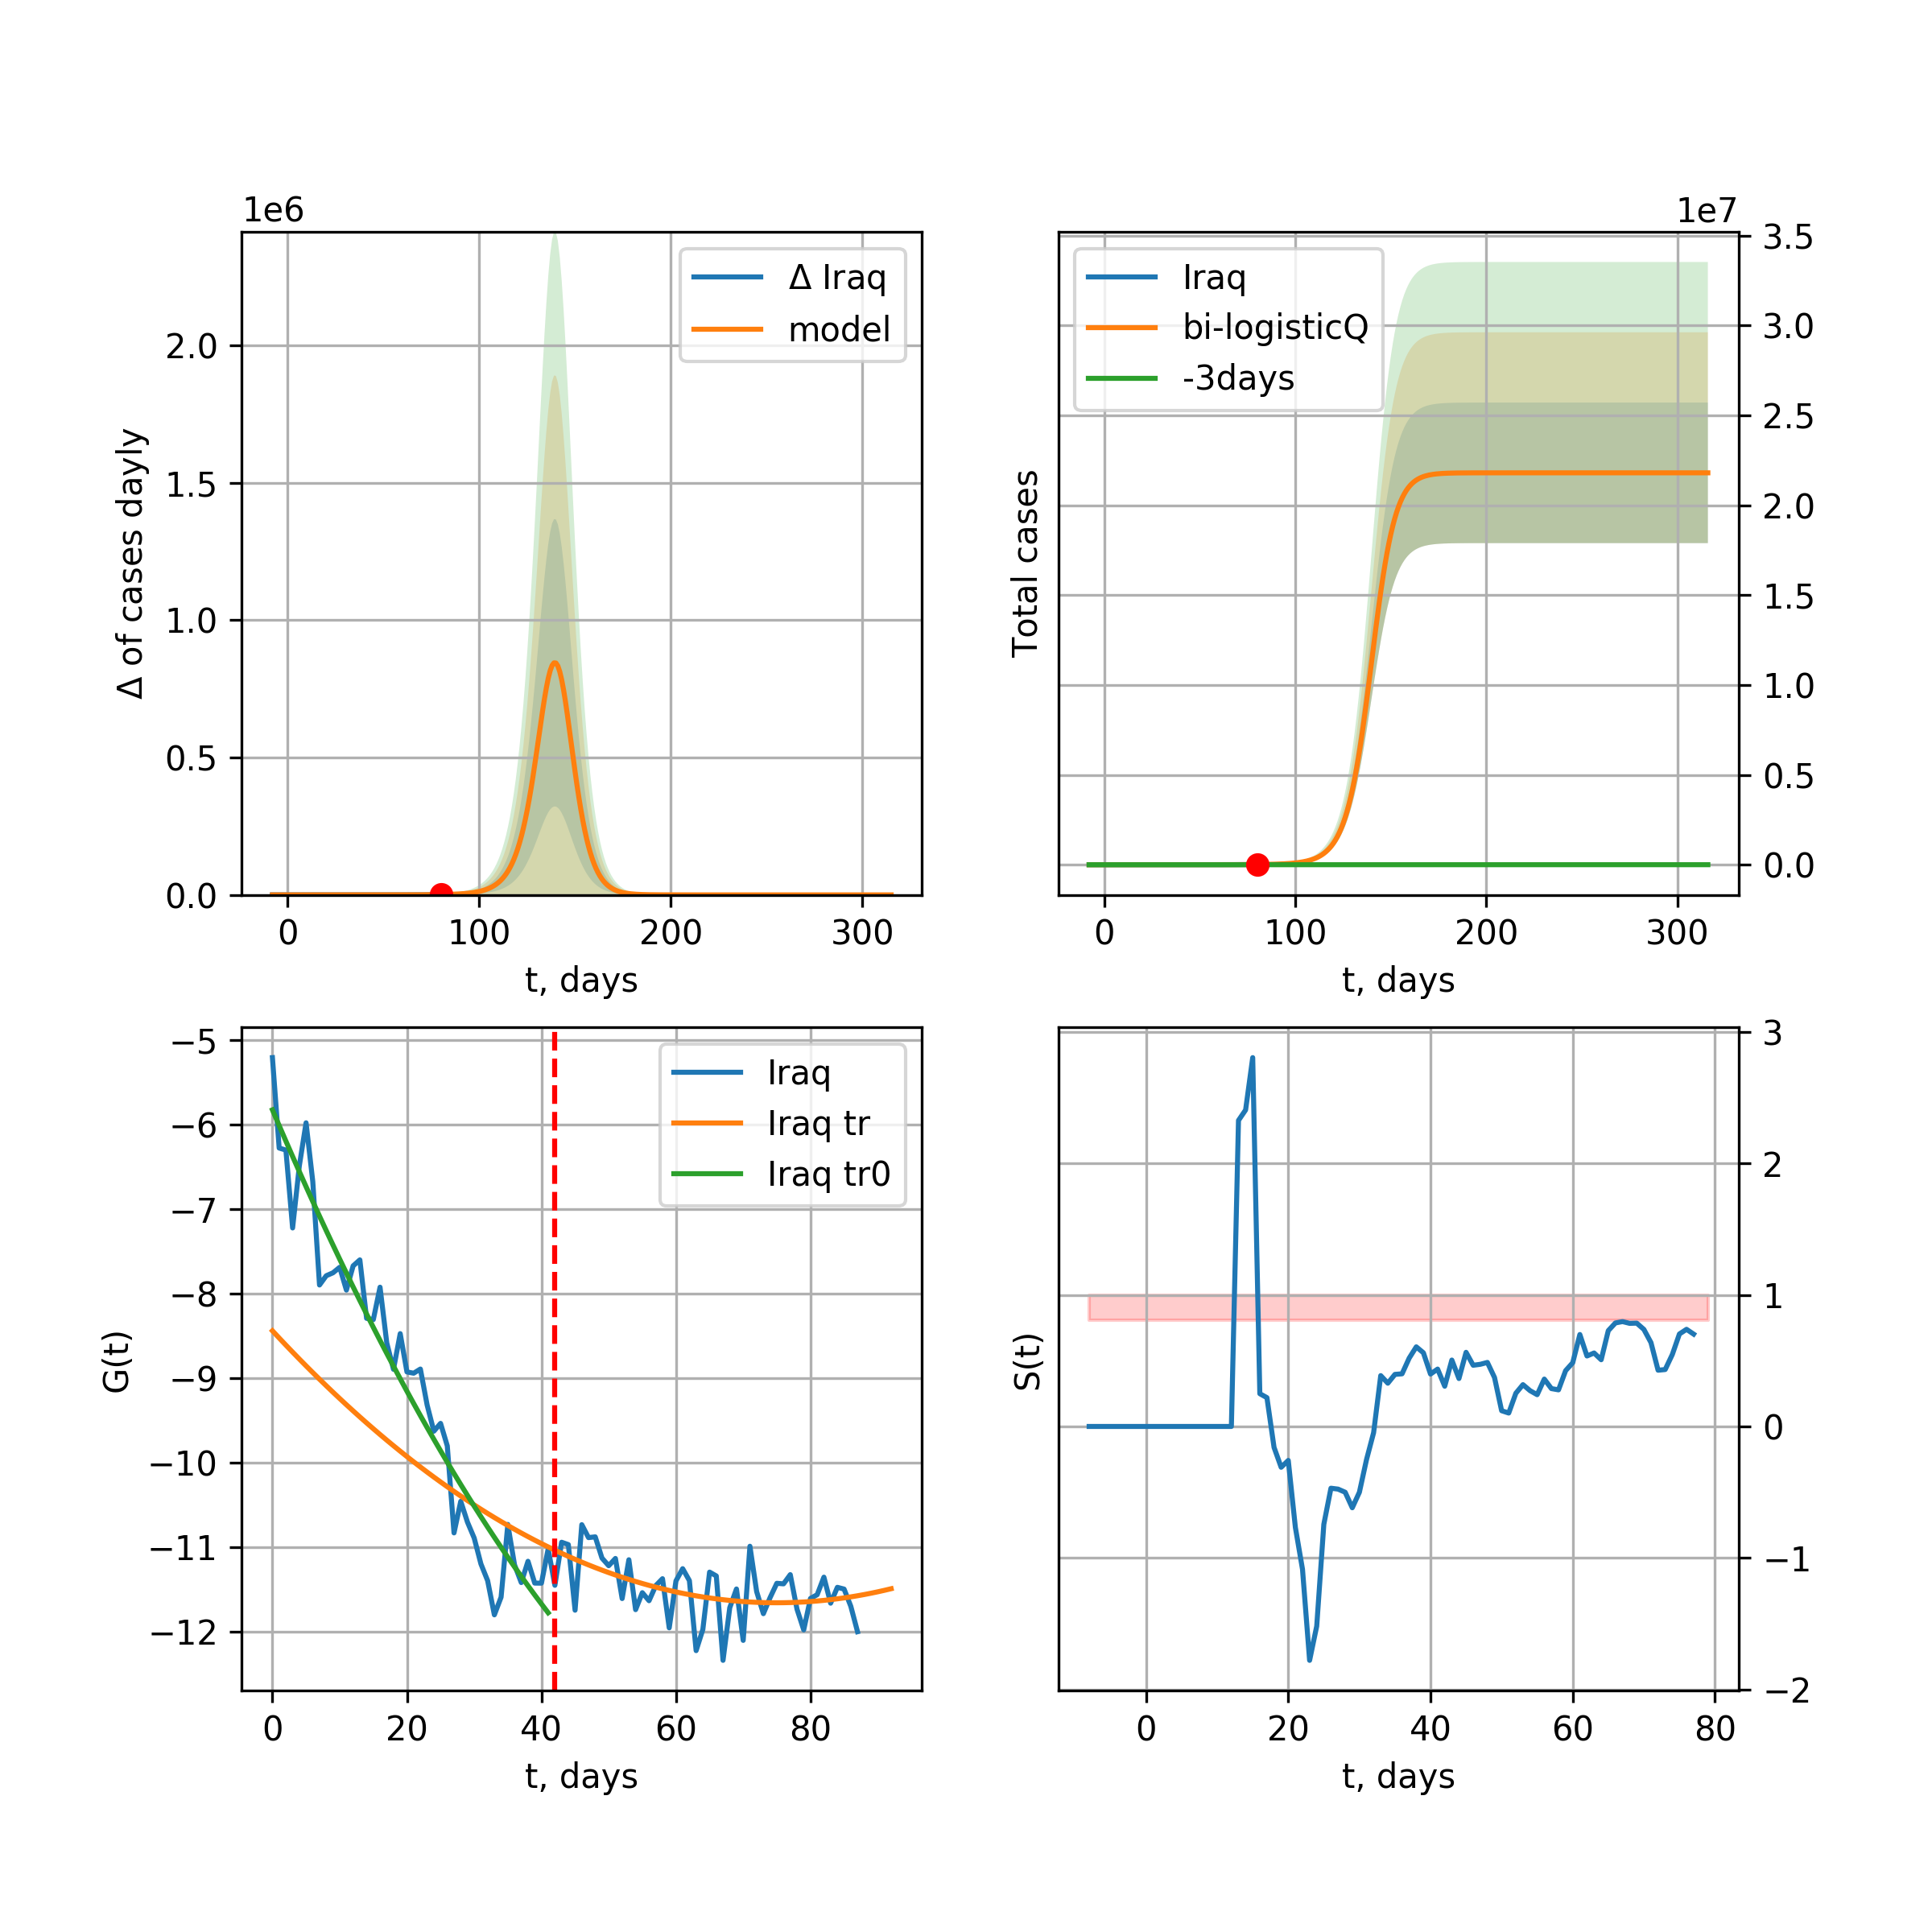 1e6
Δ of cases dayly
2.0
1.5
1.0
0.5
0.0
0 100 200 300
t, days
Δ Iraq
model
1e7
Total cases
3.5
3.0
2.5
2.0
1.5
1.0
0.5
0.0
0 100 200 300
t, days
Iraq
bi-logisticQ
-3days
G(t)
−5
−6
−7
−8
−9
−10
−11
−12
0 20 40 60 80
t, days
Iraq
Iraq tr
Iraq tr0
S(t)
3
2
1
0
−1
−2
0 20 40 60 80
t, days